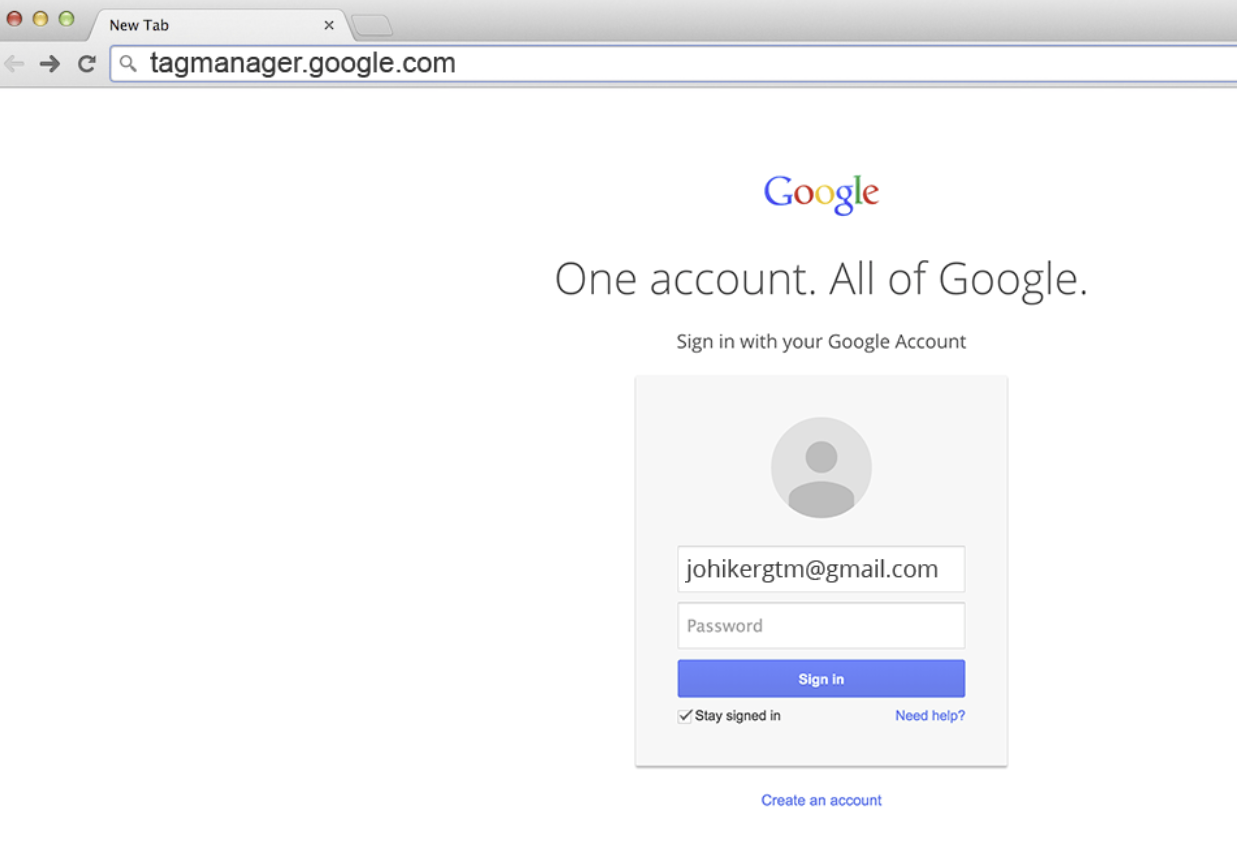 New Tab
tagmanager.google.com
Google
One account. All of Google.
Sign in with your Google Account
johikergtm@gmail.com
Password
Sign in
Stay signed in Need help?
Create an account